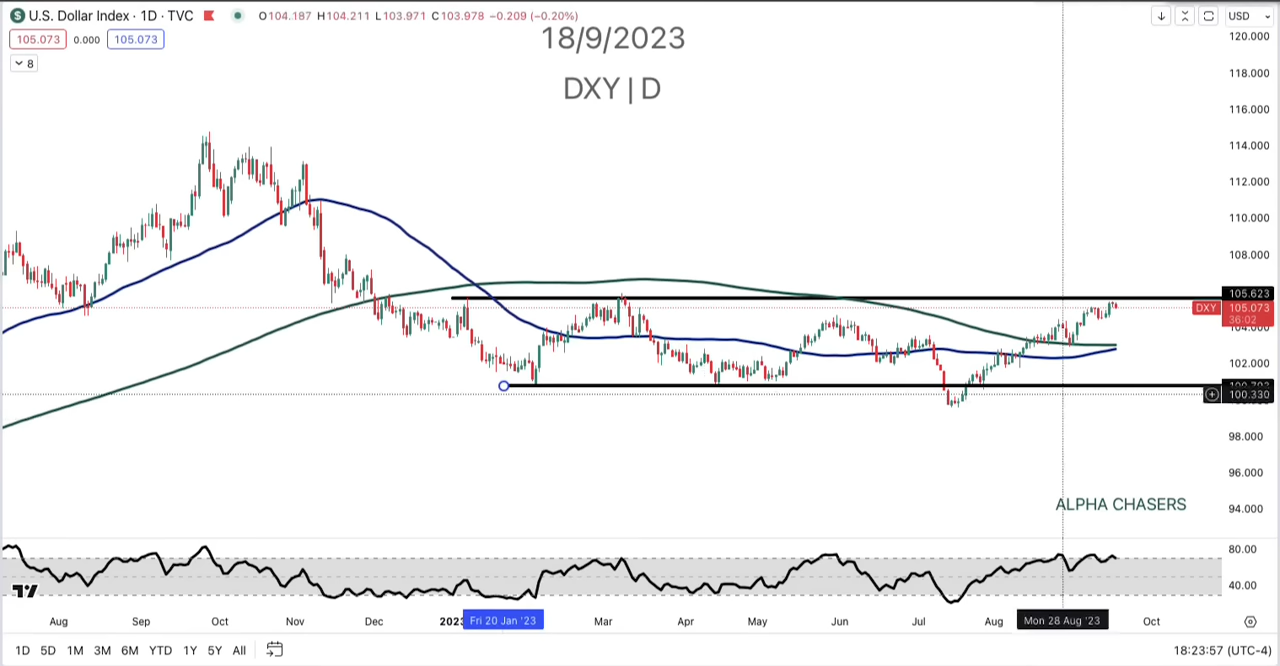 U.S. Dollar Index · 1D · TVC
O104.187 H104.211 L103.971 C103.978 −0.209 (−0.20%)
USD
105.073 0.000 105.073
8
18/9/2023
DXY | D
120.000
118.000
116.000
114.000
112.000
110.000
108.000
105.623
DXY 105.073
36:02
102.000
100.330
98.000
96.000
94.000
ALPHA CHASERS
80.00
40.00
Aug Sep Oct Nov Dec 2023 Fri 20 Jan '23 Mar Apr May Jun Jul Aug Mon 28 Aug '23 Oct
1D 5D 1M 3M 6M YTD 1Y 5Y All
18:23:57 (UTC-4)